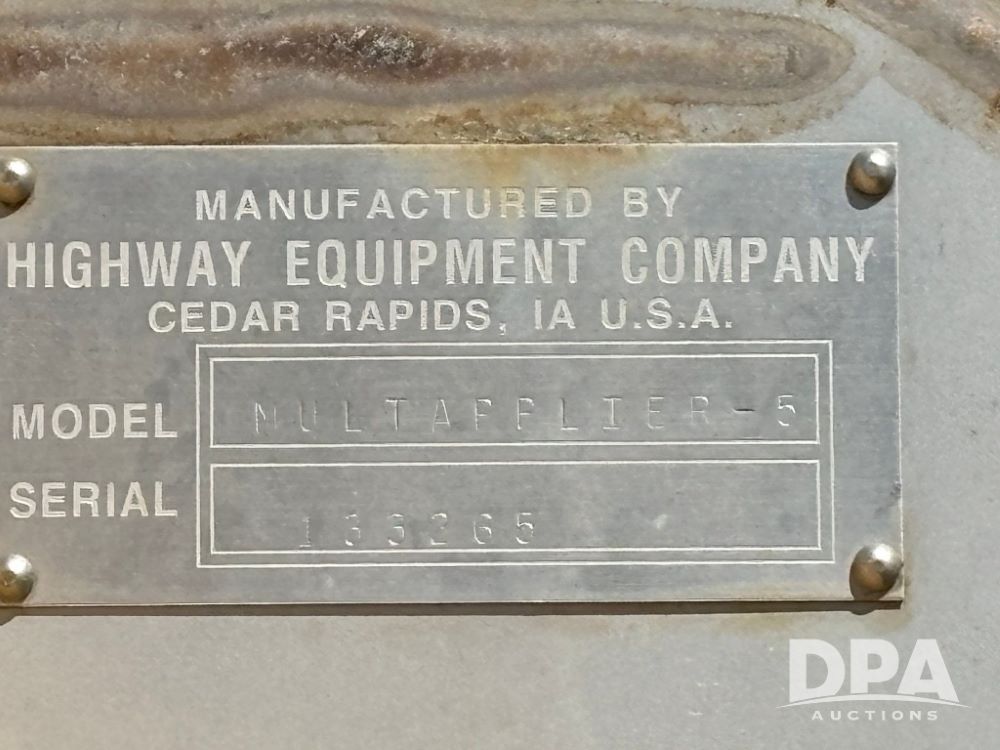 MANUFACTURED BY
HIGHWAY EQUIPMENT COMPANY
CEDAR RAPIDS, IA U.S.A.
MODEL MULTAPPLIER-5
SERIAL 133265
DPA
AUCTIONS